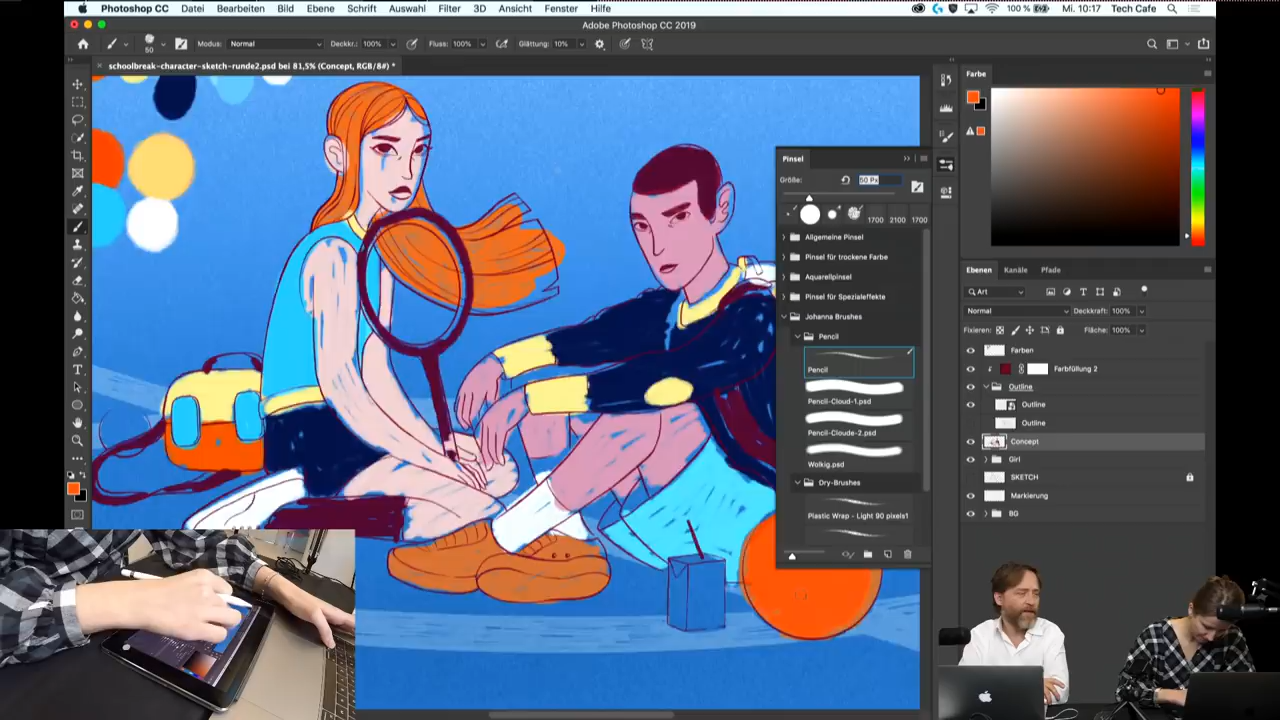 Photoshop CC Datei Bearbeiten Bild Ebene Schrift Auswahl Filter 3D Ansicht Fenster Hilfe 100 % Mi. 10:17 Tech Cafe
Adobe Photoshop CC 2019
50 Modus: Normal Deckkr.: 100% Fluss: 100% Glättung: 10%
schoolbreak-character-sketch-runde2.psd bei 81,5% (Concept, RGB/8#) *
Farbe
Pinsel
Größe: 50 Px
1700 2100 1700
Allgemeine Pinsel
Pinsel für trockene Farbe
Aquarellpinsel
Pinsel für Spezialeffekte
Johanna Brushes
Pencil
Pencil
Pencil-Cloud-1.psd
Pencil-Cloude-2.psd
Wolkig.psd
Dry-Brushes
Plastic Wrap - Light 90 pixels1
Ebenen Kanäle Pfade
Art
Normal Deckkraft: 100%
Fixieren: Fläche: 100%
Farben
Farbfüllung 2
Outline
Outline
Outline
Concept
Girl
SKETCH
Markierung
BG